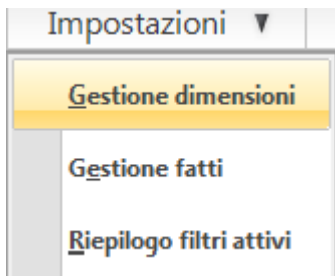 Impostazioni ▼
Gestione dimensioni
Gestione fatti
Riepilogo filtri attivi